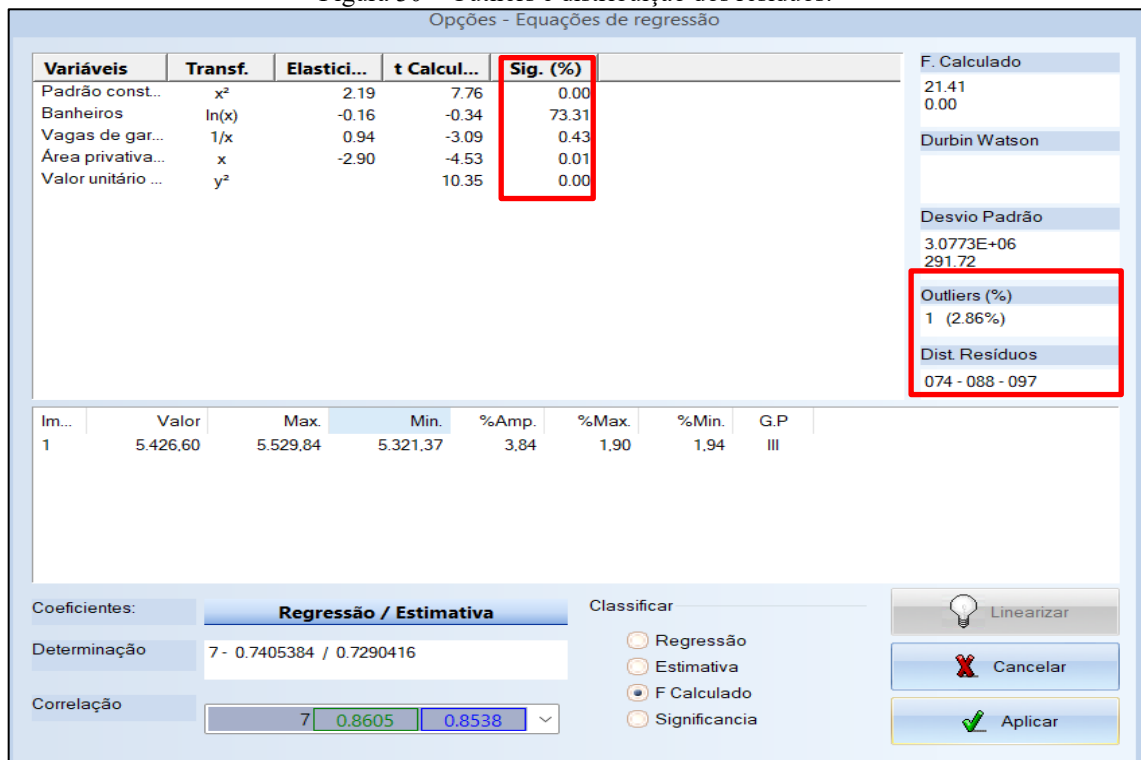 Figura 30 – Outliers e distribuição dos resíduos.
Opções - Equações de regressão
Variáveis Transf. Elastici... t Calcul... Sig. (%)
Padrão const... x² 2.19 7.76 0.00
Banheiros ln(x) -0.16 -0.34 73.31
Vagas de gar... 1/x 0.94 -3.09 0.43
Área privativa... x -2.90 -4.53 0.01
Valor unitário ... y² 10.35 0.00
F. Calculado
21.41
0.00
Durbin Watson
Desvio Padrão
3.0773E+06
291.72
Outliers (%)
1 (2.86%)
Dist. Resíduos
074 - 088 - 097
Im... Valor Max. Min. %Amp. %Max. %Min. G.P
1 5.426,60 5.529,84 5.321,37 3,84 1,90 1,94 III
Coeficientes: Regressão / Estimativa
Determinação 7 - 0.7405384 / 0.7290416
Correlação 7 0.8605 0.8538
Classificar
Regressão
Estimativa
F Calculado
Significancia
Linearizar
Cancelar
Aplicar